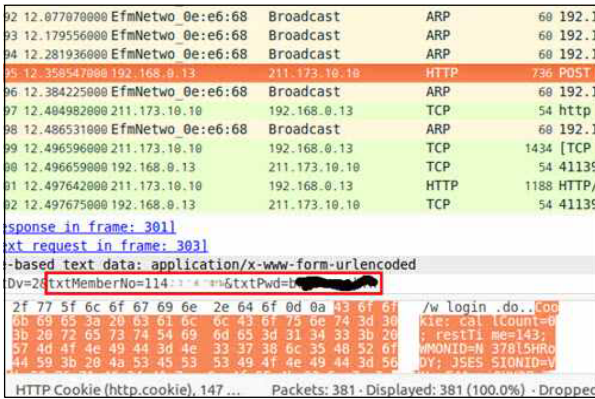 92 12.077070000 EfmNetwo_0e:e6:68 Broadcast ARP 60 192.1
93 12.179556000 EfmNetwo_0e:e6:68 Broadcast ARP 60 192.1
94 12.281936000 EfmNetwo_0e:e6:68 Broadcast ARP 60 192.1
95 12.350547000 192.168.0.13 211.173.10.10 HTTP 736 POST
96 12.384225000 EfmNetwo_0e:e6:68 Broadcast ARP 60 192.1
97 12.404982000 211.173.10.10 192.168.0.13 TCP 54 http
98 12.486531000 EfmNetwo_0e:e6:68 Broadcast ARP 60 192.1
99 12.496596000 211.173.10.10 192.168.0.13 TCP 1434 [TCP
00 12.496659000 192.168.0.13 211.173.10.10 TCP 54 41139
01 12.497642000 211.173.10.10 192.168.0.13 HTTP 1188 HTTP/
02 12.497675000 192.168.0.13 211.173.10.10 TCP 54 41139
sponse in frame: 301]
ext request in frame: 303]
-based text data: application/x-www-form-urlencoded
tDv=2&txtMemberNo=114 &txtPwd=b
2f 77 5f 6c 6f 67 69 6e 2e 64 6f 0d 0a 43 6f 6f /w_login .do..Coo
6b 69 65 3a 20 63 61 6c 6c 43 6f 75 6e 74 3d 30 kie: cal lCount=0
3b 20 72 65 73 74 54 69 6d 65 3d 31 34 33 3b 20 ; restTi me=143;
57 4d 4f 4e 49 44 3d 4e 33 37 38 6c 35 48 52 6f WMONID=N 378l5HRo
44 59 3b 20 4a 53 45 53 53 49 4f 4e 49 44 3d 56 DY; JSES SIONID=V
HTTP Cookie (http.cookie), 147 ... Packets: 381 · Displayed: 381 (100.0%) · Droppe